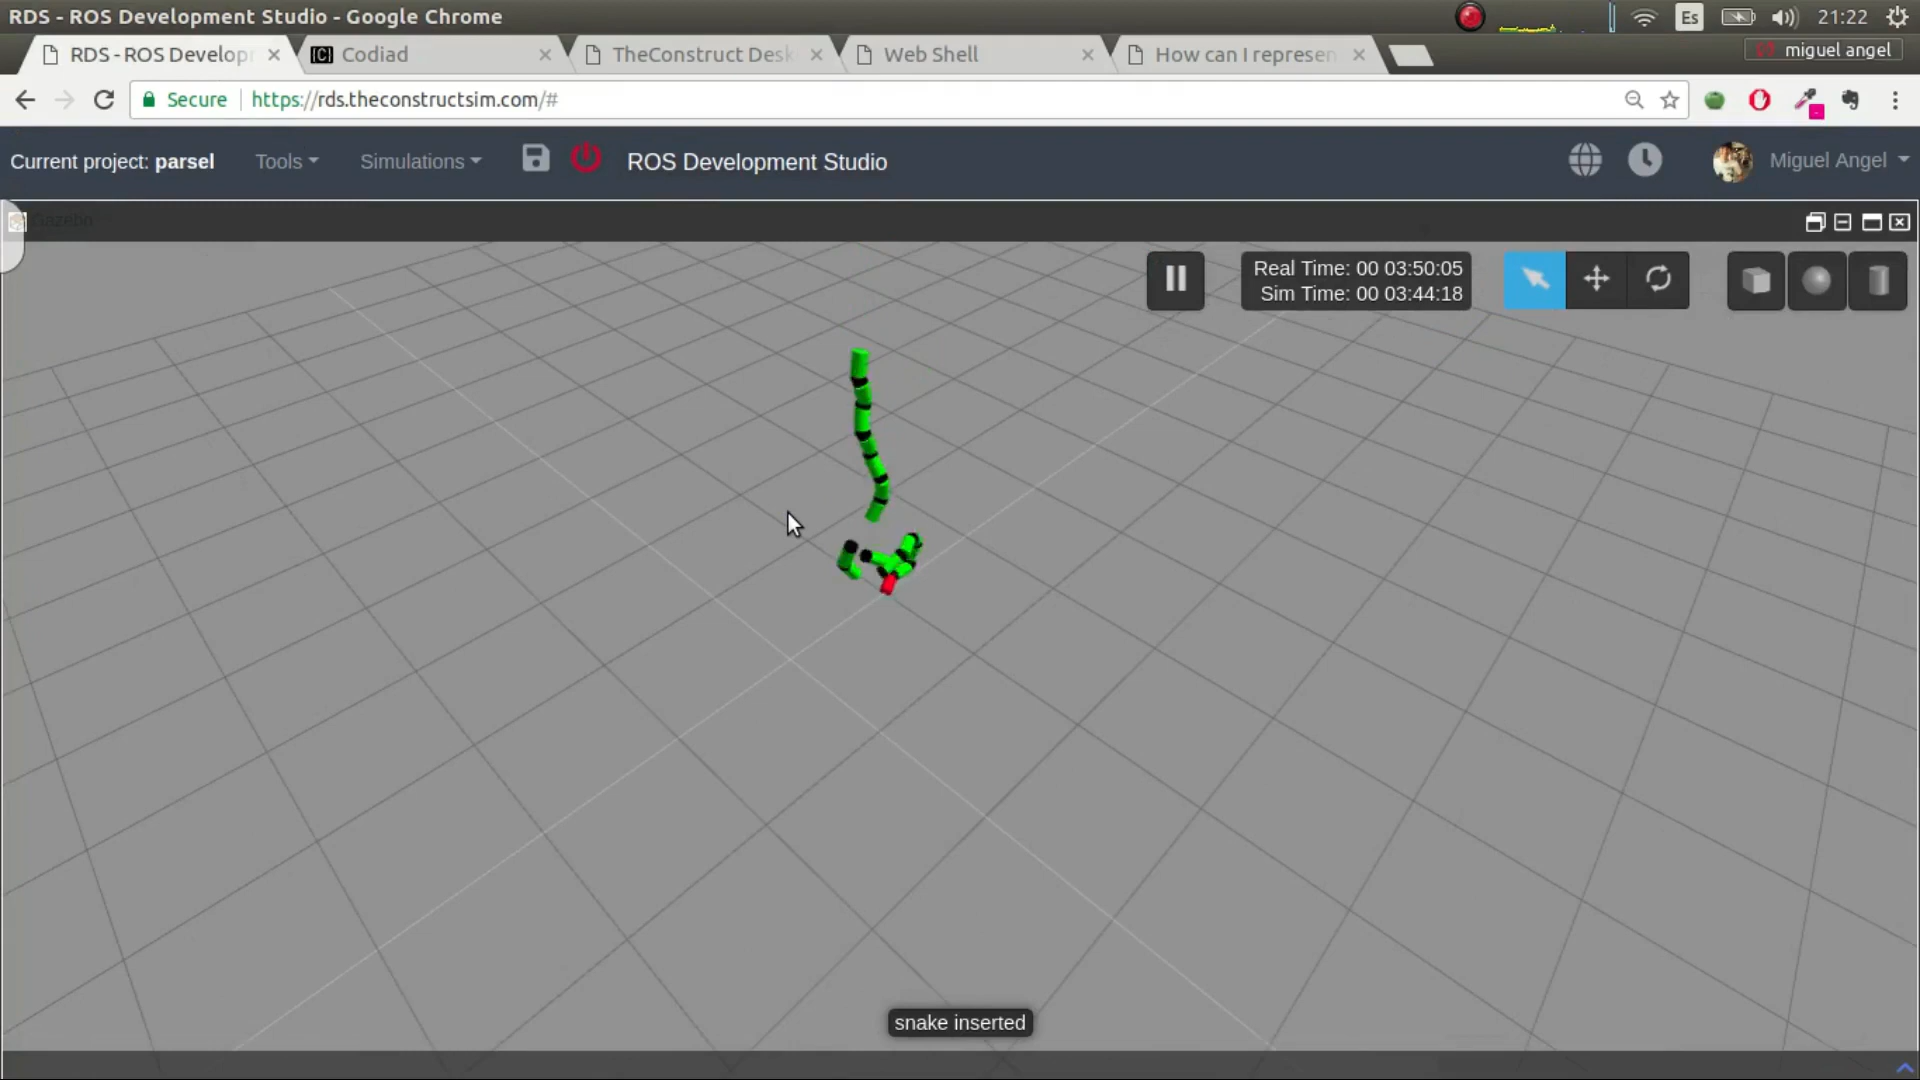 RDS - ROS Development Studio - Google Chrome
Es
21:22
RDS - ROS Develop
Codiad
TheConstruct Desk
Web Shell
How can I represen
miguel angel
Secure
https://rds.theconstructsim.com/#
Current project: parsel
Tools
Simulations
ROS Development Studio
Miguel Angel
Gazebo
Real Time: 00 03:50:05
Sim Time: 00 03:44:18
snake inserted